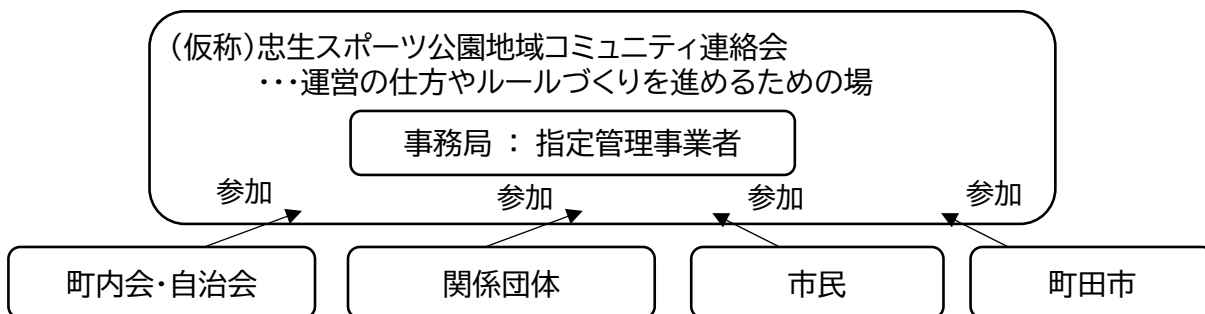 （仮称）忠生スポーツ公園地域コミュニティ連絡会
・・・運営の仕方やルールづくりを進めるための場
事務局 ： 指定管理事業者
参加 参加 参加 参加
町内会・自治会 関係団体 市民 町田市